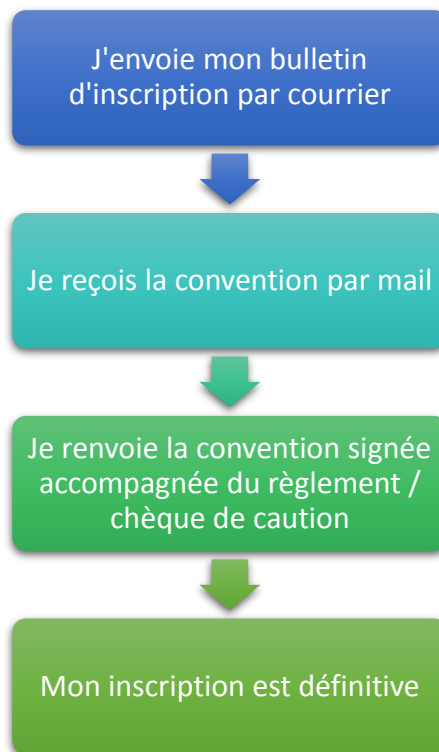 J'envoie mon bulletin
d'inscription par courrier
Je reçois la convention par mail
Je renvoie la convention signée
accompagnée du règlement /
chèque de caution
Mon inscription est définitive